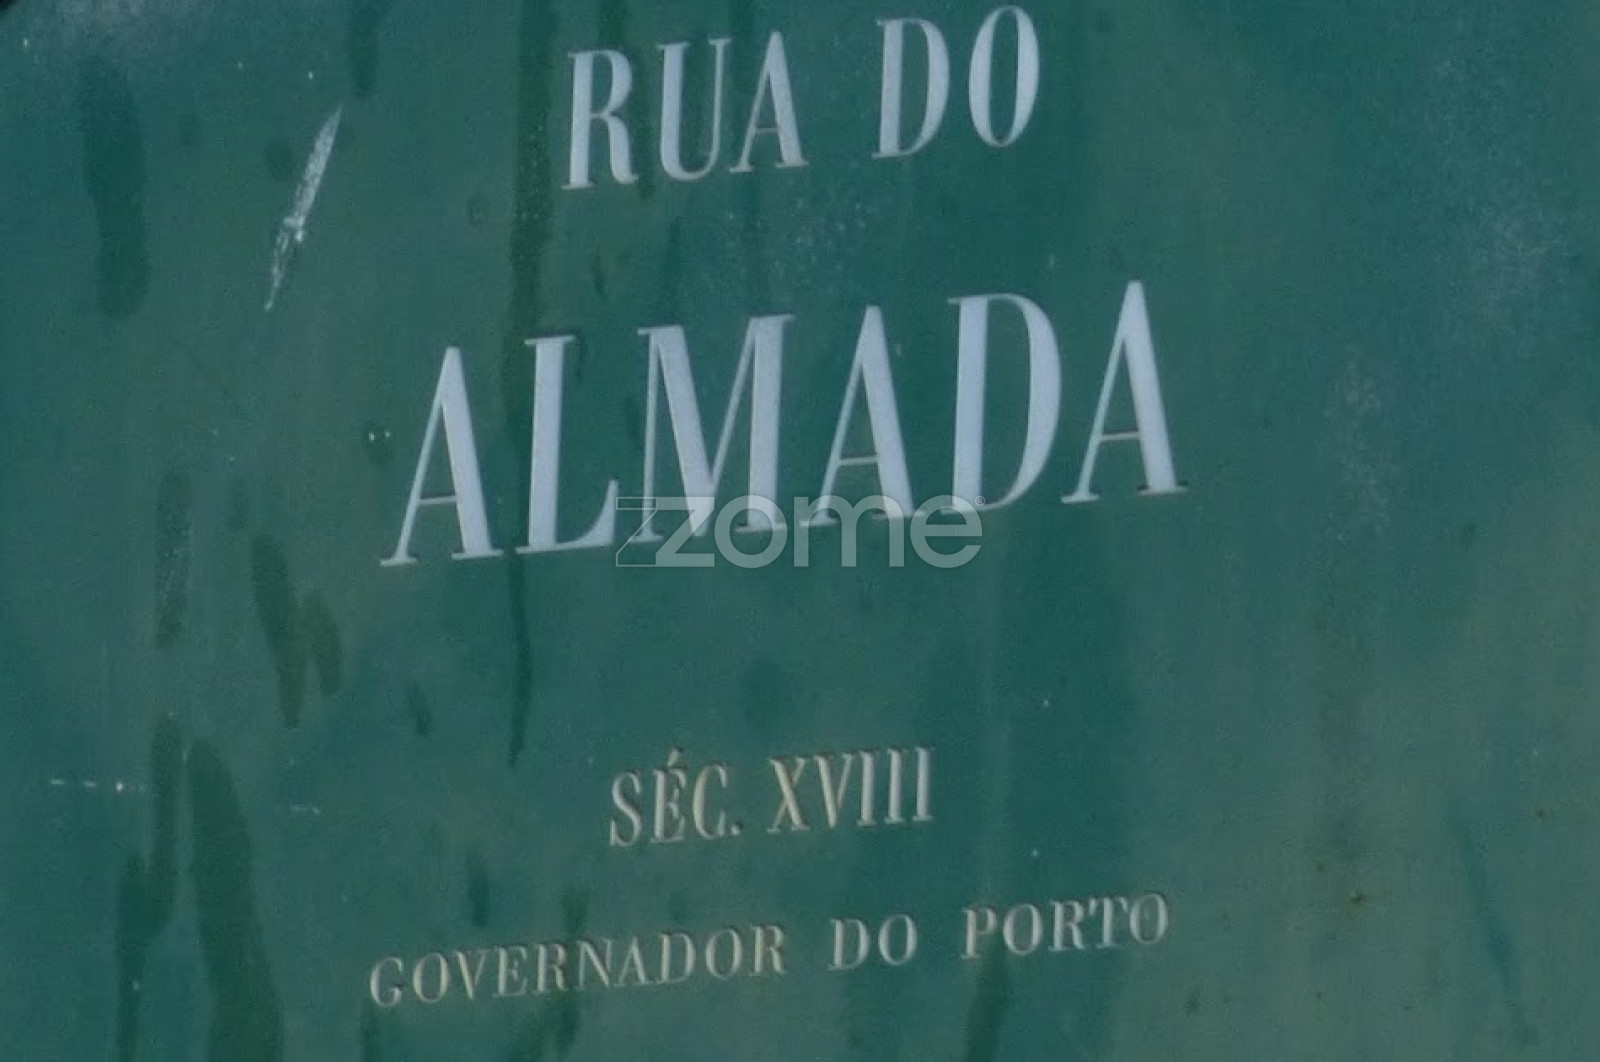 RUA DO
ALMADA
zome®
SÉC. XVIII
GOVERNADOR DO PORTO